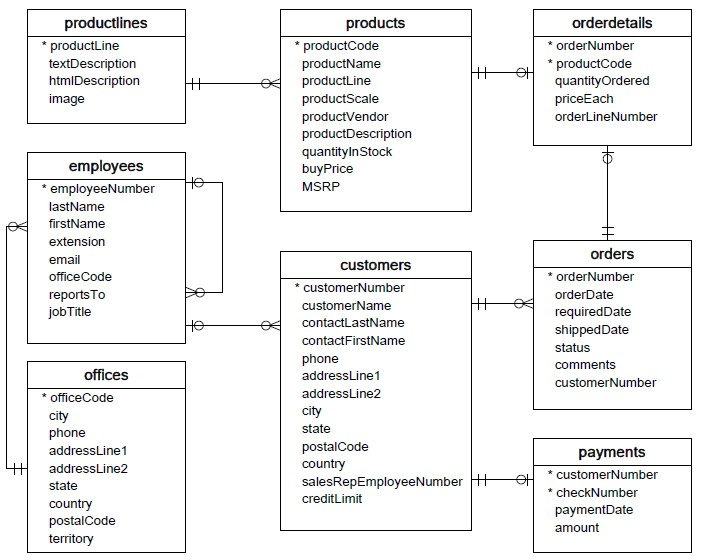 productlines
* productLine
textDescription
htmlDescription
image
products
* productCode
productName
productLine
productScale
productVendor
productDescription
quantityInStock
buyPrice
MSRP
orderdetails
* orderNumber
* productCode
quantityOrdered
priceEach
orderLineNumber
employees
* employeeNumber
lastName
firstName
extension
email
officeCode
reportsTo
jobTitle
customers
* customerNumber
customerName
contactLastName
contactFirstName
phone
addressLine1
addressLine2
city
state
postalCode
country
salesRepEmployeeNumber
creditLimit
orders
* orderNumber
orderDate
requiredDate
shippedDate
status
comments
customerNumber
offices
* officeCode
city
phone
addressLine1
addressLine2
state
country
postalCode
territory
payments
* customerNumber
* checkNumber
paymentDate
amount